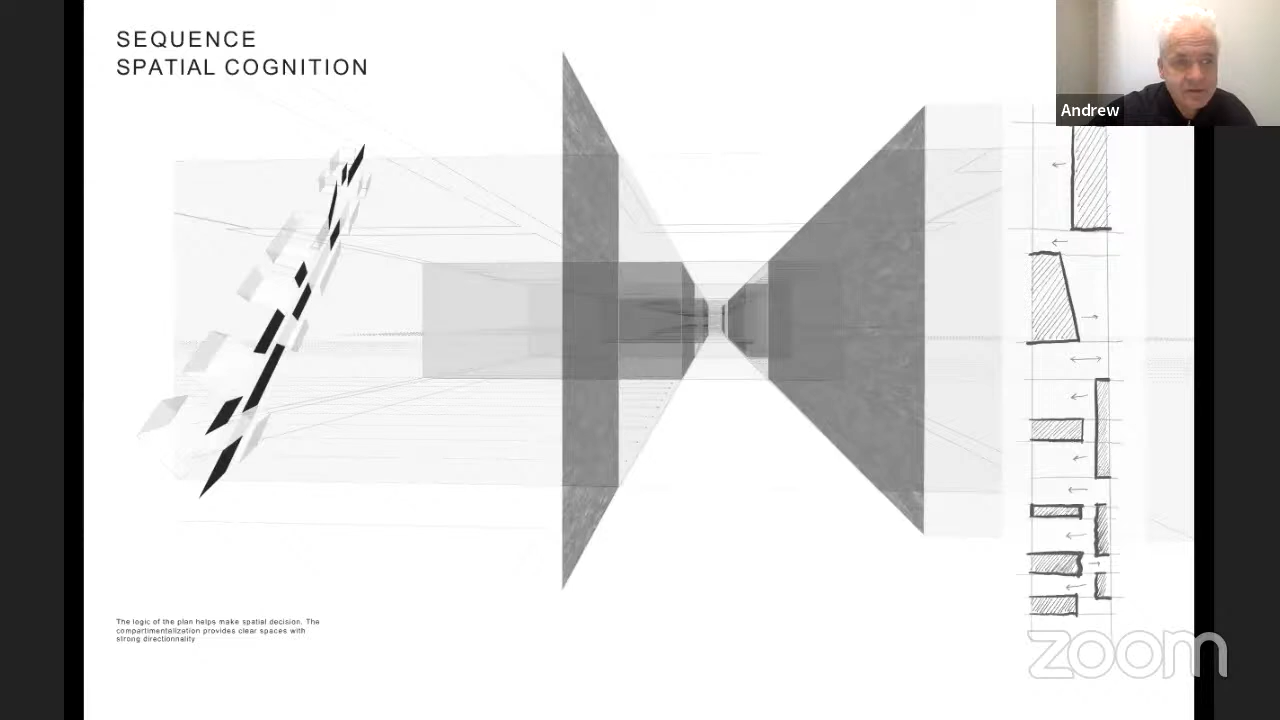 SEQUENCE
SPATIAL COGNITION
Andrew
The logic of the plan helps make spatial decision. The
compartimentalization provides clear spaces with
strong directionnality
zoom